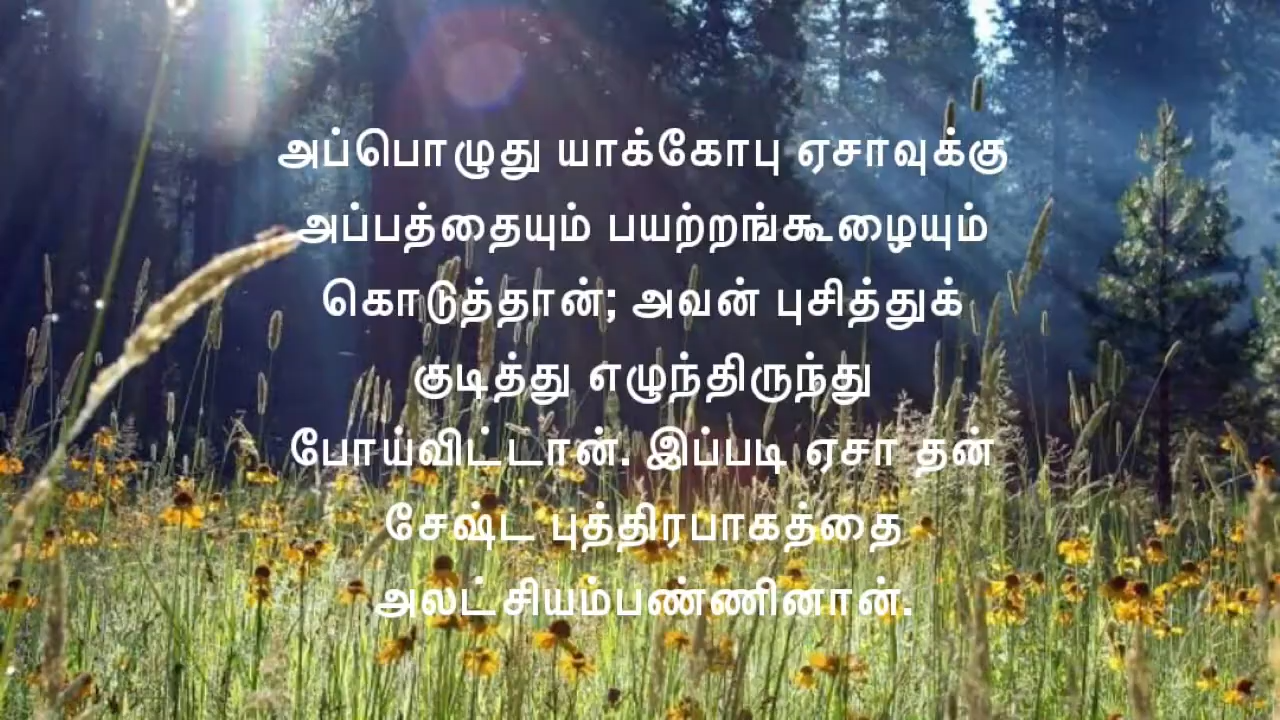 அப்பொழுது யாக்கோபு ஏசாவுக்கு
அப்பத்தையும் பயற்றங்கூழையும்
கொடுத்தான்; அவன் புசித்துக்
குடித்து எழுந்திருந்து
போய்விட்டான். இப்படி ஏசா தன்
சேஷ்ட புத்திரபாகத்தை
அலட்சியம்பண்ணினான்.